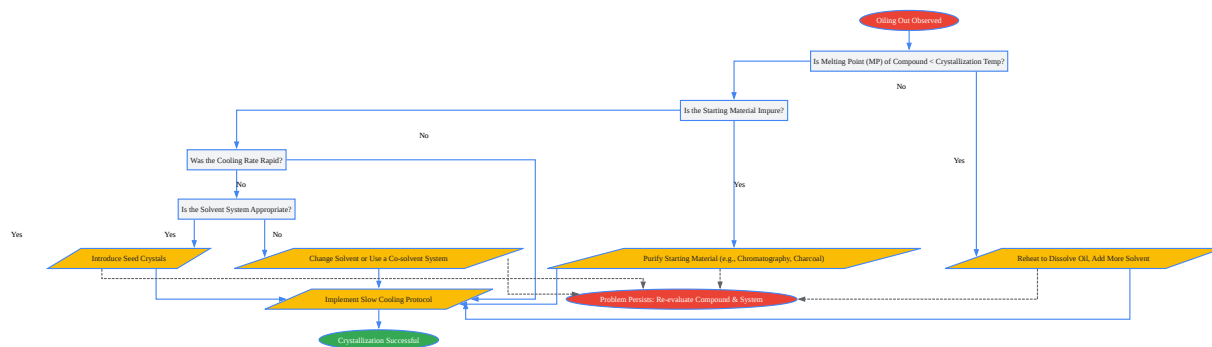 Oiling Out Observed
Is Melting Point (MP) of Compound < Crystallization Temp?
No
Is the Starting Material Impure?
No
Was the Cooling Rate Rapid?
Yes
No
Yes
Is the Solvent System Appropriate?
Yes
Yes
No
Introduce Seed Crystals
Change Solvent or Use a Co-solvent System
Purify Starting Material (e.g., Chromatography, Charcoal)
Reheat to Dissolve Oil, Add More Solvent
Implement Slow Cooling Protocol
Problem Persists: Re-evaluate Compound & System
Crystallization Successful